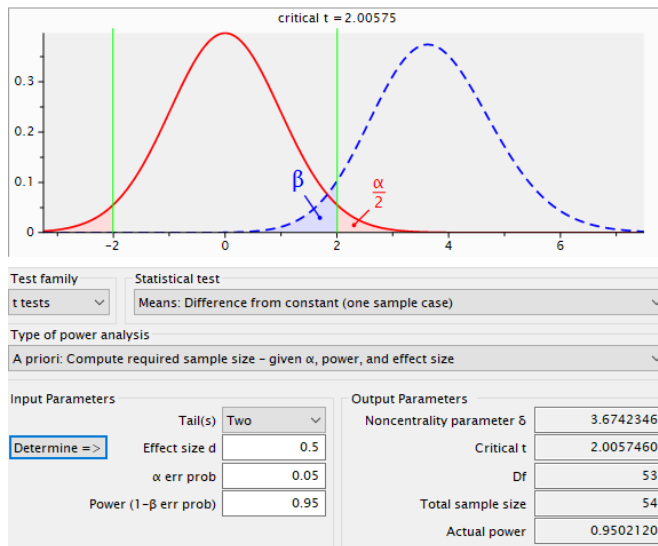 critical t = 2.00575
0.3
0.2
β
α
0.1
2
0
−2 0 2 4 6
Test family Statistical test
t tests Means: Difference from constant (one sample case)
Type of power analysis
A priori: Compute required sample size – given α, power, and effect size
Input Parameters Output Parameters
Tail(s) Two Noncentrality parameter δ 3.6742346
Determine => Effect size d 0.5 Critical t 2.0057460
α err prob 0.05 Df 53
Power (1−β err prob) 0.95 Total sample size 54
Actual power 0.9502120